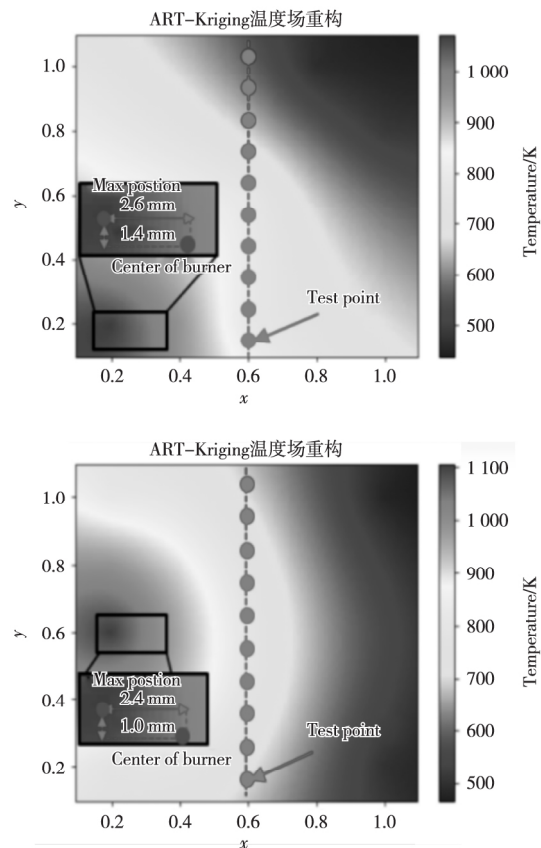 ART-Kriging温度场重构
1.0
0.8
0.6
0.4
0.2
y
Max postion
2.6 mm
1.4 mm
Center of burner
Test point
0.2
0.4
0.6
0.8
1.0
x
1 000
900
800
700
600
500
Temperature/K
ART-Kriging温度场重构
1.0
0.8
0.6
0.4
0.2
y
Max postion
2.4 mm
1.0 mm
Center of burner
Test point
0.2
0.4
0.6
0.8
1.0
x
1 100
1 000
900
800
700
600
500
Temperature/K